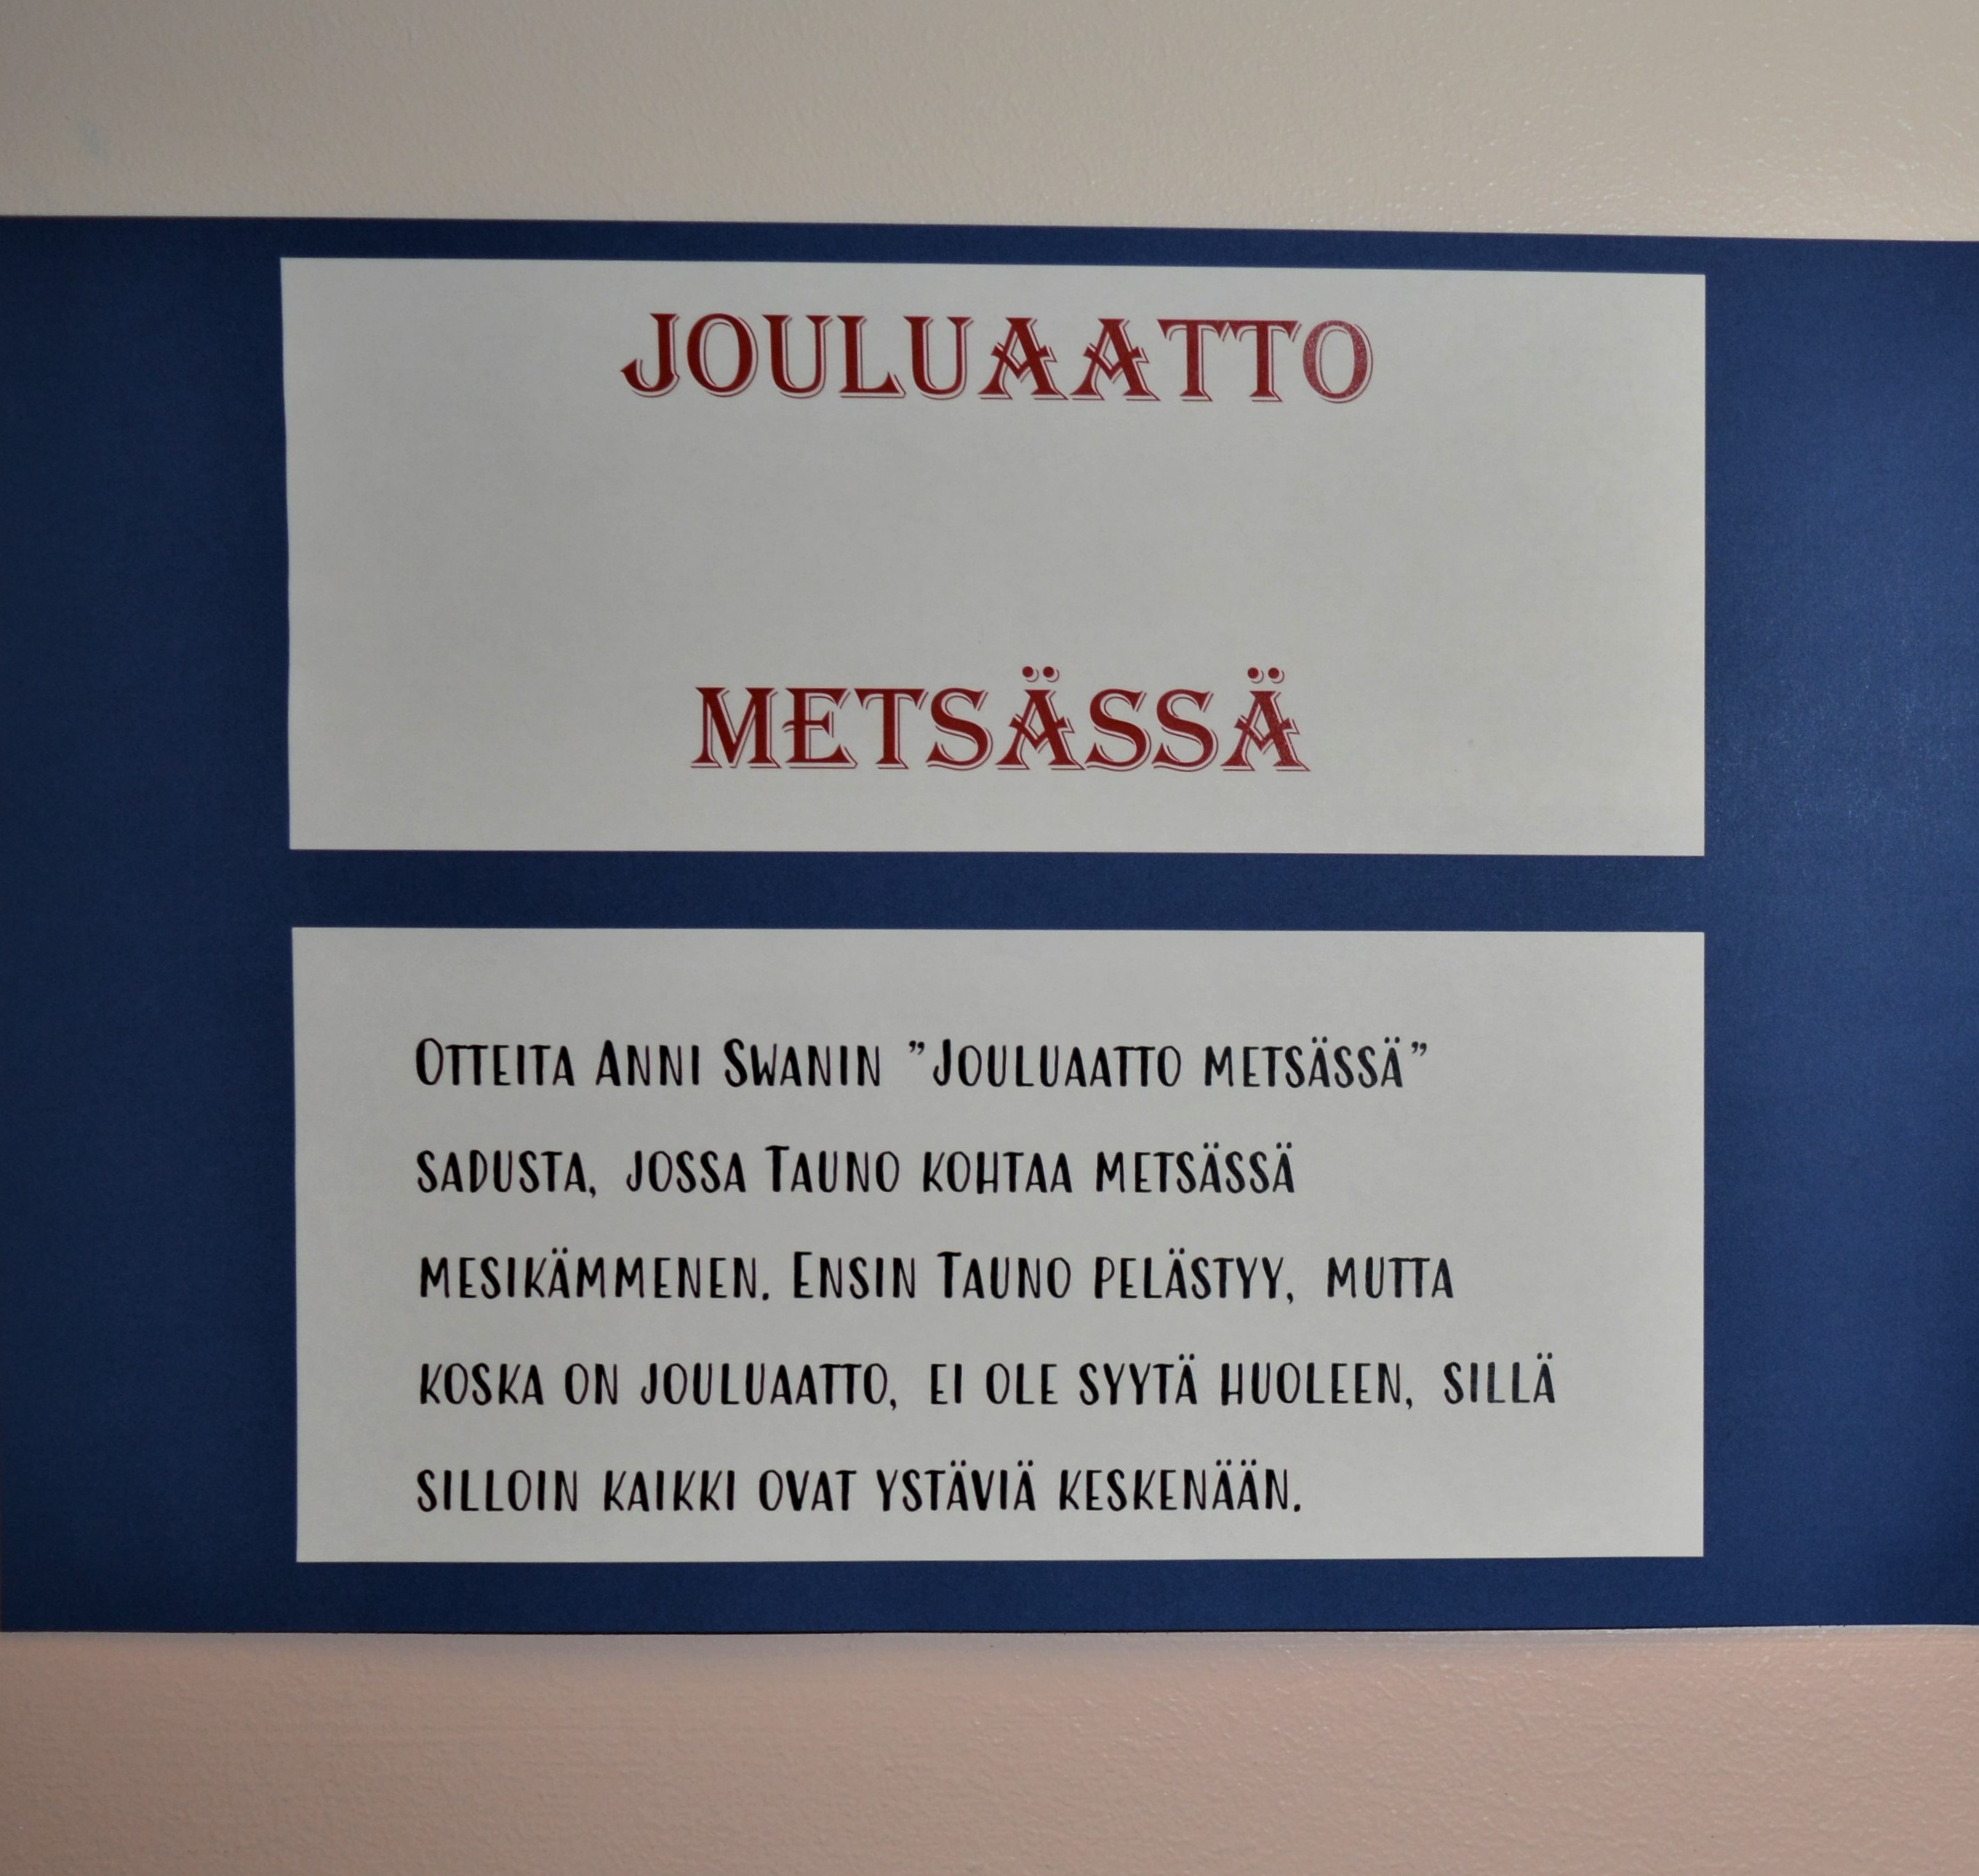 JOULUAATTO
METSÄSSÄ
OTTEITA ANNI SWANIN ”JOULUAATTO METSÄSSÄ”
SADUSTA, JOSSA TAUNO KOHTAA METSÄSSÄ
MESIKÄMMENEN. ENSIN TAUNO PELÄSTYY, MUTTA
KOSKA ON JOULUAATTO, EI OLE SYYTÄ HUOLEEN, SILLÄ
SILLOIN KAIKKI OVAT YSTÄVIÄ KESKENÄÄN.